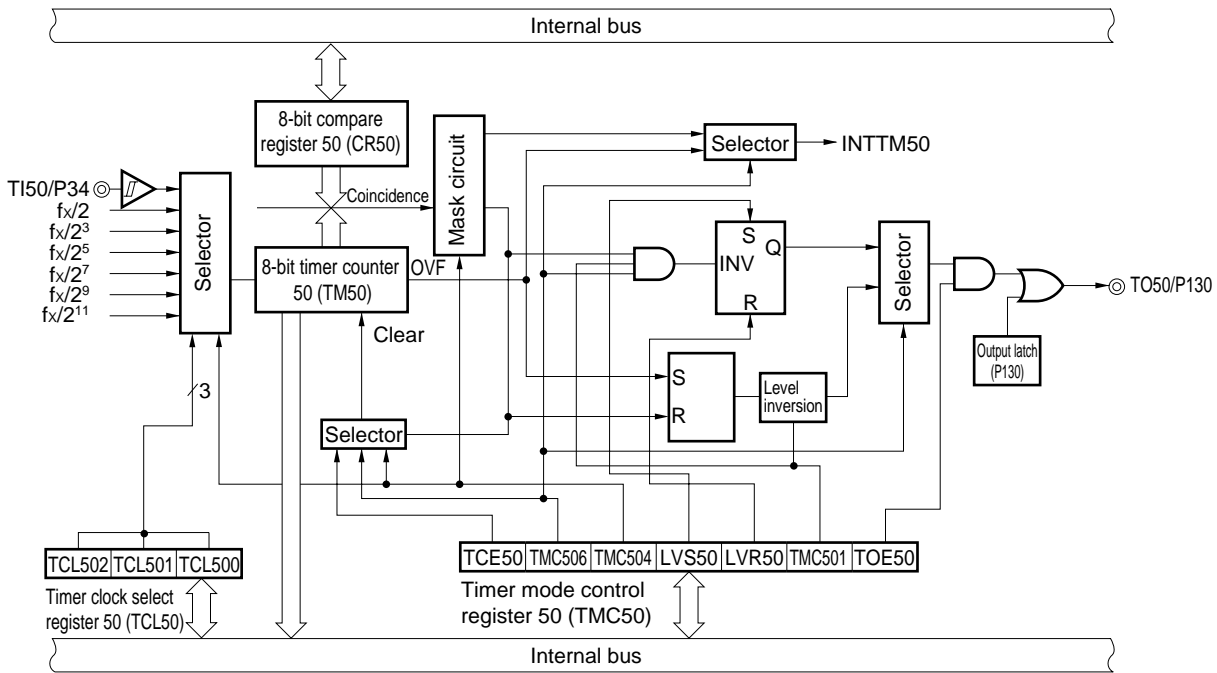 Internal bus
8-bit compare
register 50 (CR50)
Mask circuit
Selector
INTTM50
TI50/P34
fx/2
fx/2³
fx/2⁵
fx/2⁷
fx/2⁹
fx/2¹¹
Selector
Coincidence
8-bit timer counter
50 (TM50)
OVF
Clear
S
Q
INV
R
Selector
TO50/P130
Output latch
(P130)
S
R
Level
inversion
3
Selector
TCL502 TCL501 TCL500
Timer clock select
register 50 (TCL50)
TCE50 TMC506 TMC504 LVS50 LVR50 TMC501 TOE50
Timer mode control
register 50 (TMC50)
Internal bus